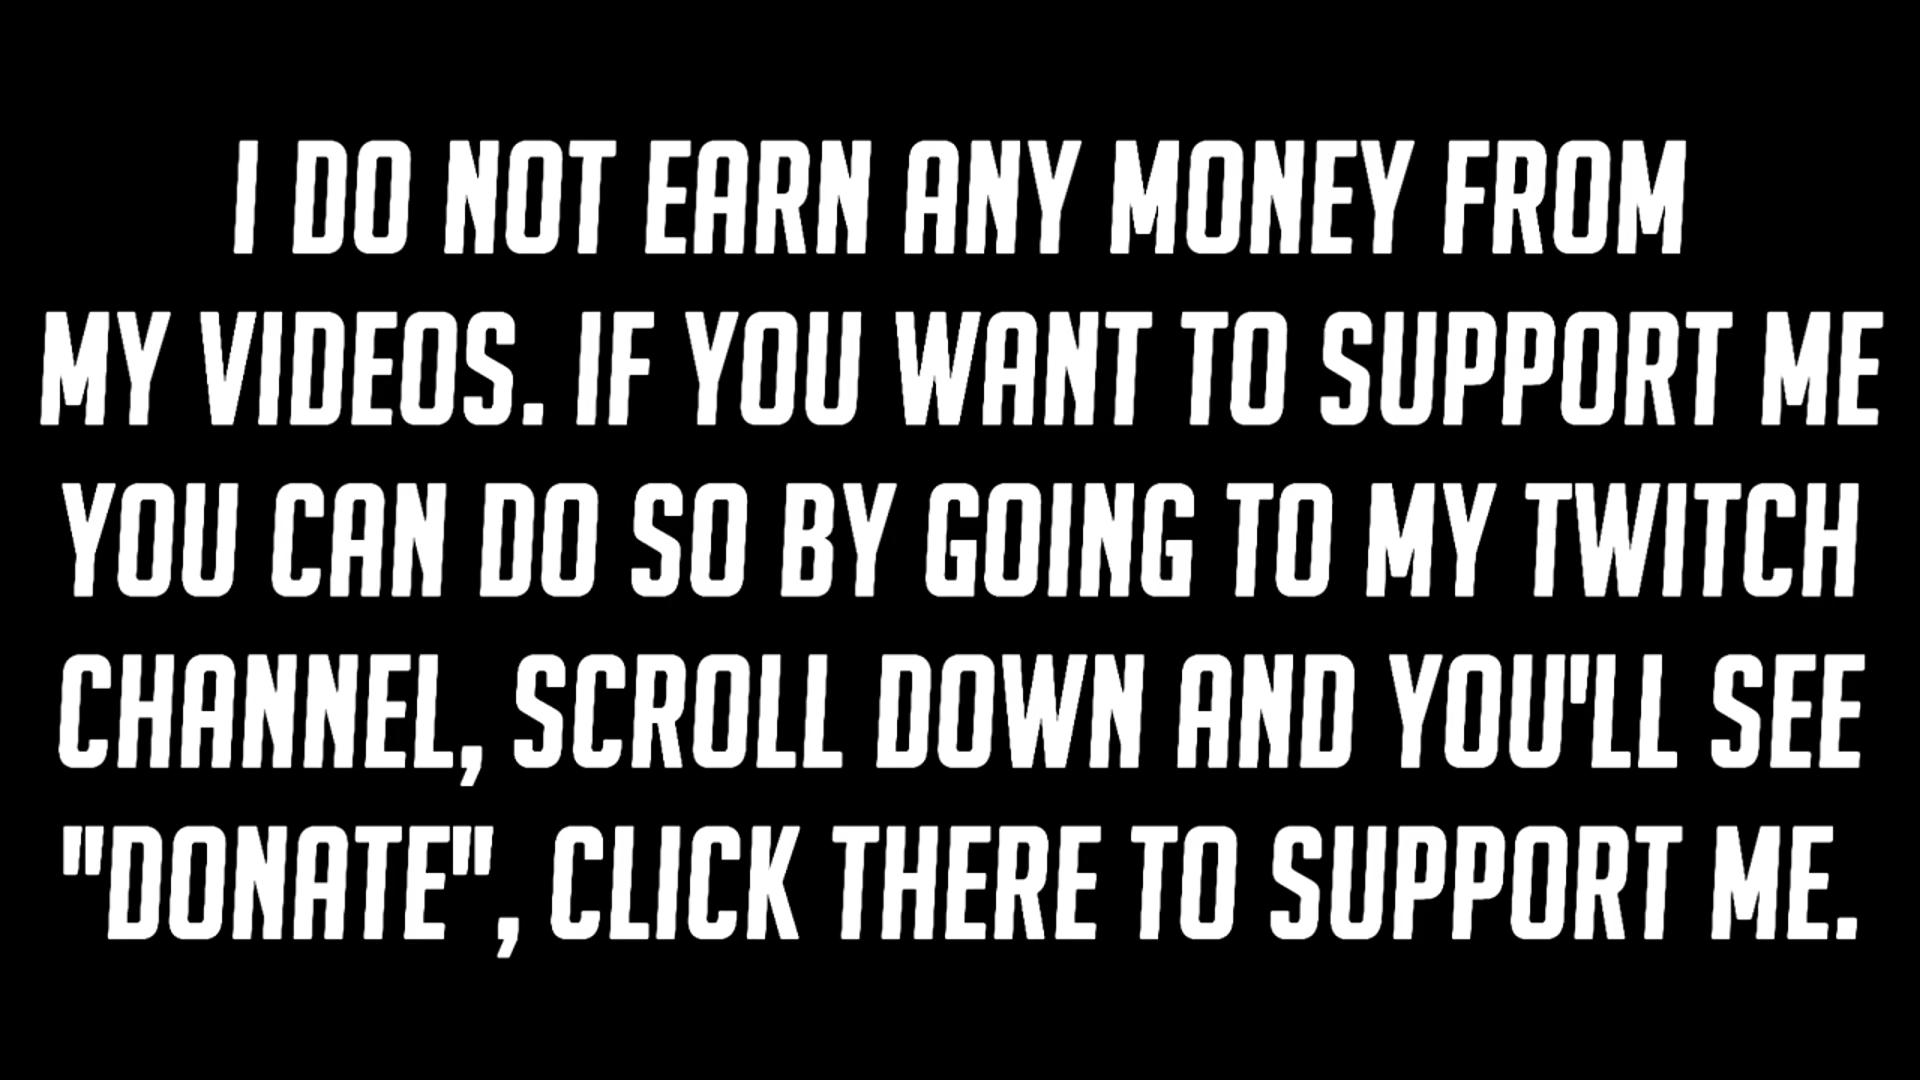 I DO NOT EARN ANY MONEY FROM
MY VIDEOS. IF YOU WANT TO SUPPORT ME
YOU CAN DO SO BY GOING TO MY TWITCH
CHANNEL, SCROLL DOWN AND YOU'LL SEE
"DONATE", CLICK THERE TO SUPPORT ME.